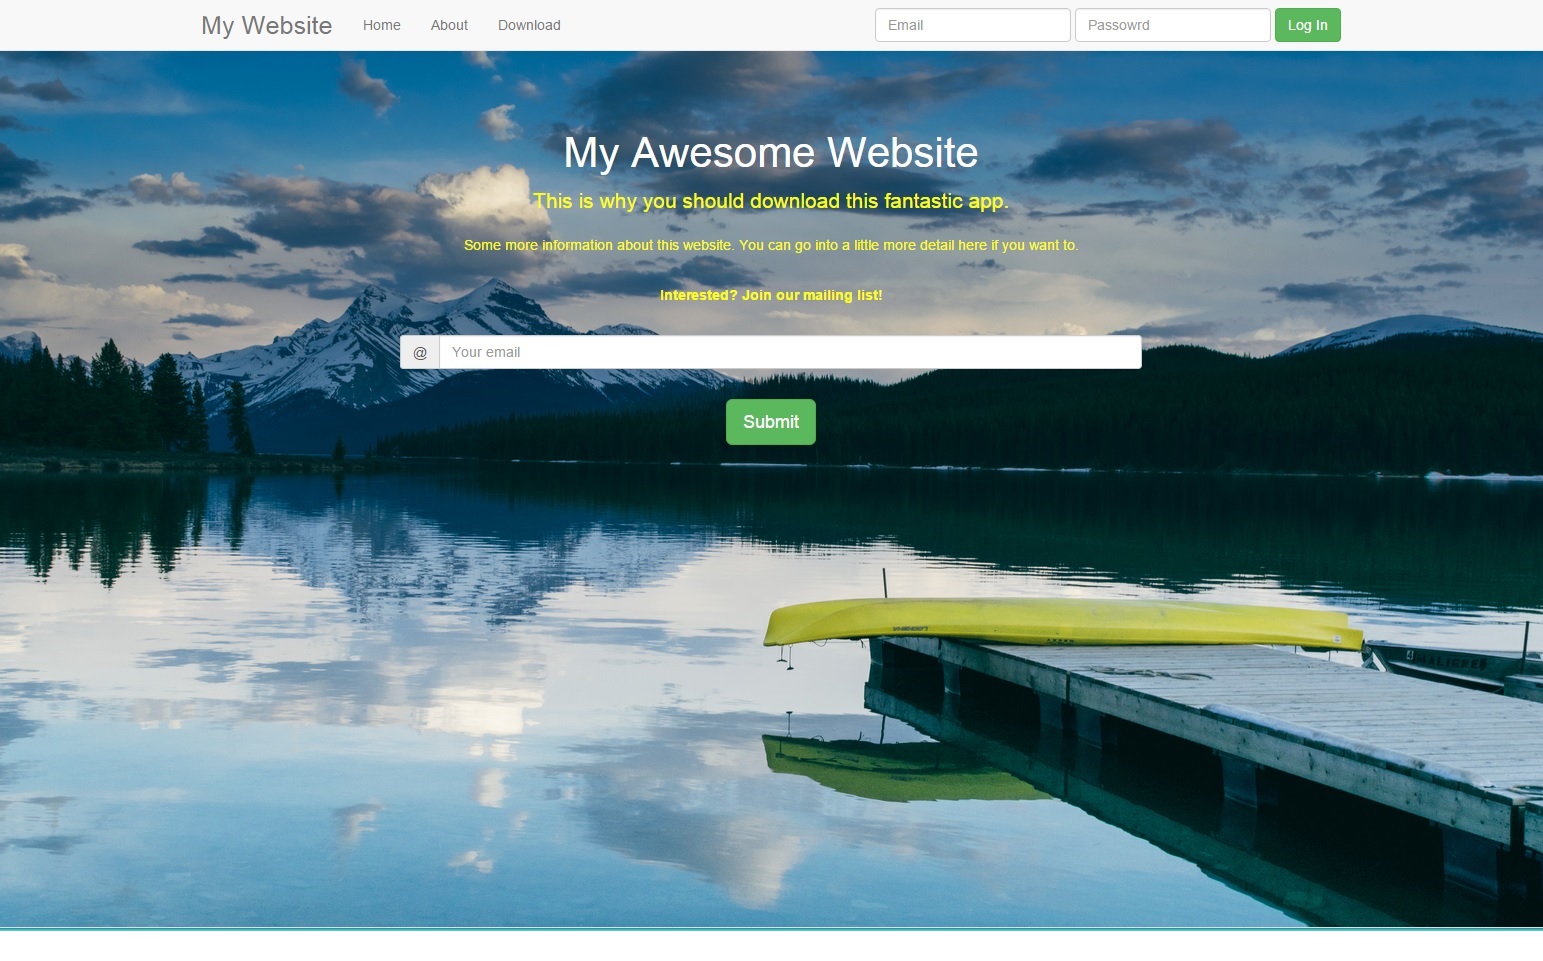 My Website Home About Download Email Passowrd Log In
My Awesome Website
This is why you should download this fantastic app.
Some more information about this website. You can go into a little more detail here if you want to.
Interested? Join our mailing list!
@ Your email
Submit